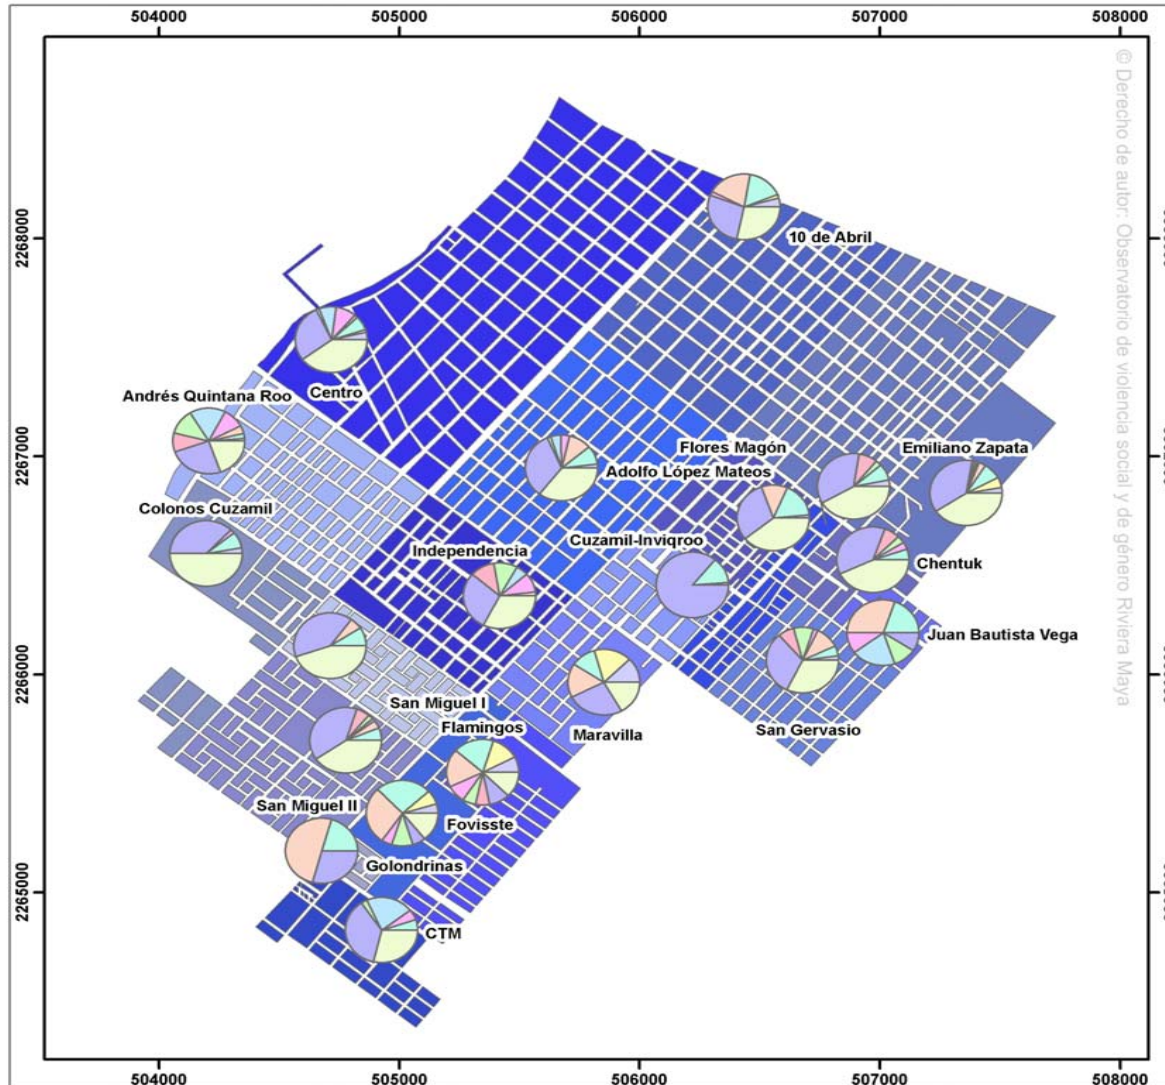 504000 505000 506000 507000 508000
© Derecho de autor: Observatorio de violencia social y de género Riviera Maya
2268000
10 de Abril
Andrés Quintana Roo
Centro
2267000
Flores Magón
Emiliano Zapata
Adolfo López Mateos
Colonos Cuzamil
Independencia
Cuzamil-Inviqroo
Chentuk
Juan Bautista Vega
2266000
San Miguel I
Flamingos
Maravilla
San Gervasio
San Miguel II
Fovisste
Golondrinas
2265000
CTM
504000 505000 506000 507000 508000